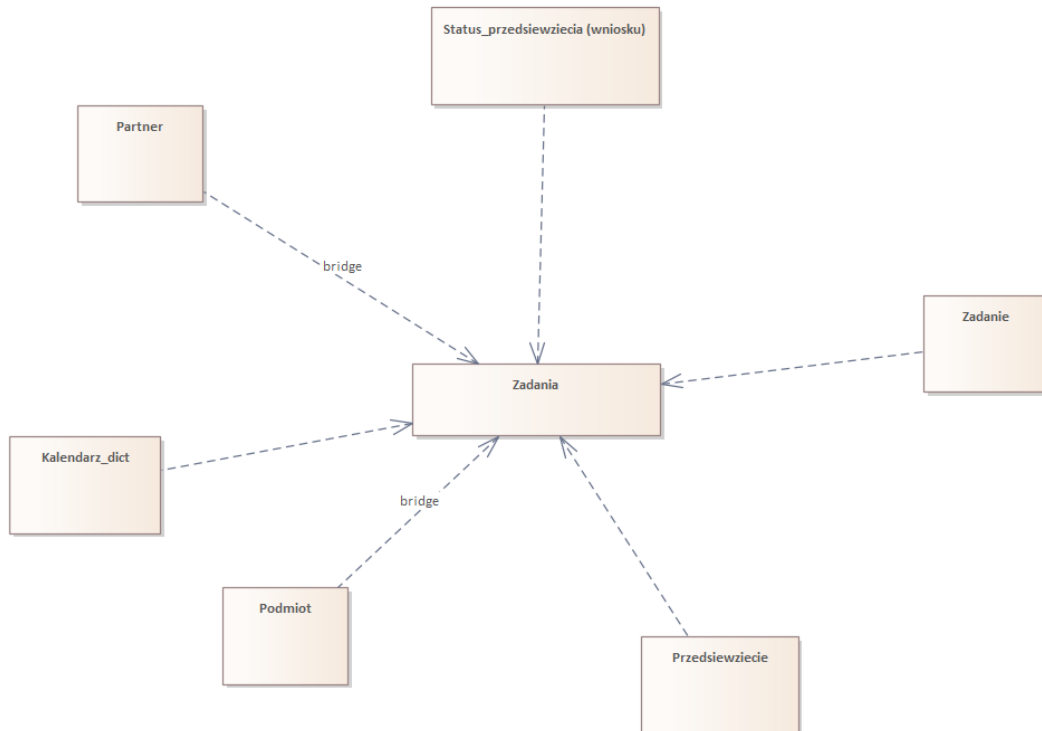 Status_przedsiewziecia (wniosku)
Partner
bridge
Zadanie
Zadania
Kalendarz_dict
bridge
Podmiot
Przedsiewziecie